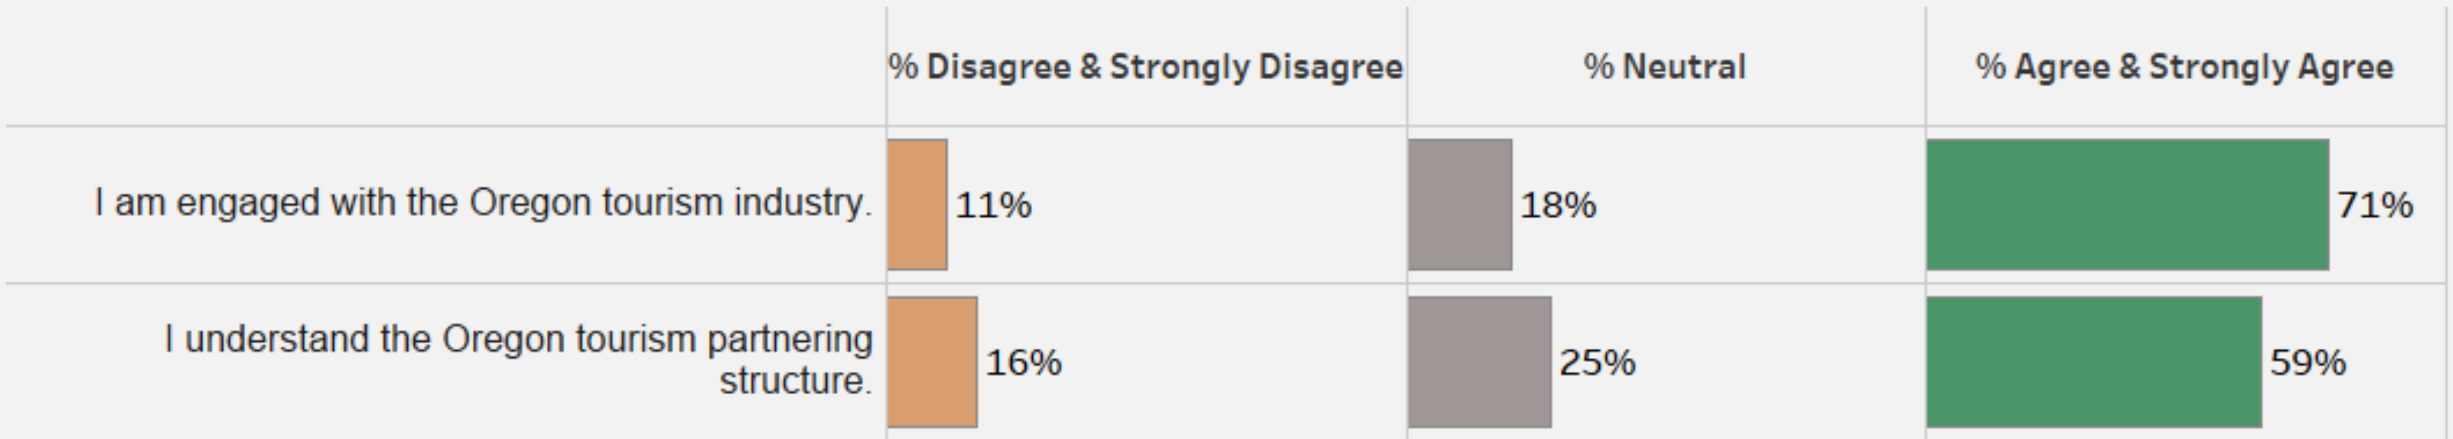 % Disagree & Strongly Disagree % Neutral % Agree & Strongly Agree
I am engaged with the Oregon tourism industry. 11% 18% 71%
I understand the Oregon tourism partnering
structure. 16% 25% 59%